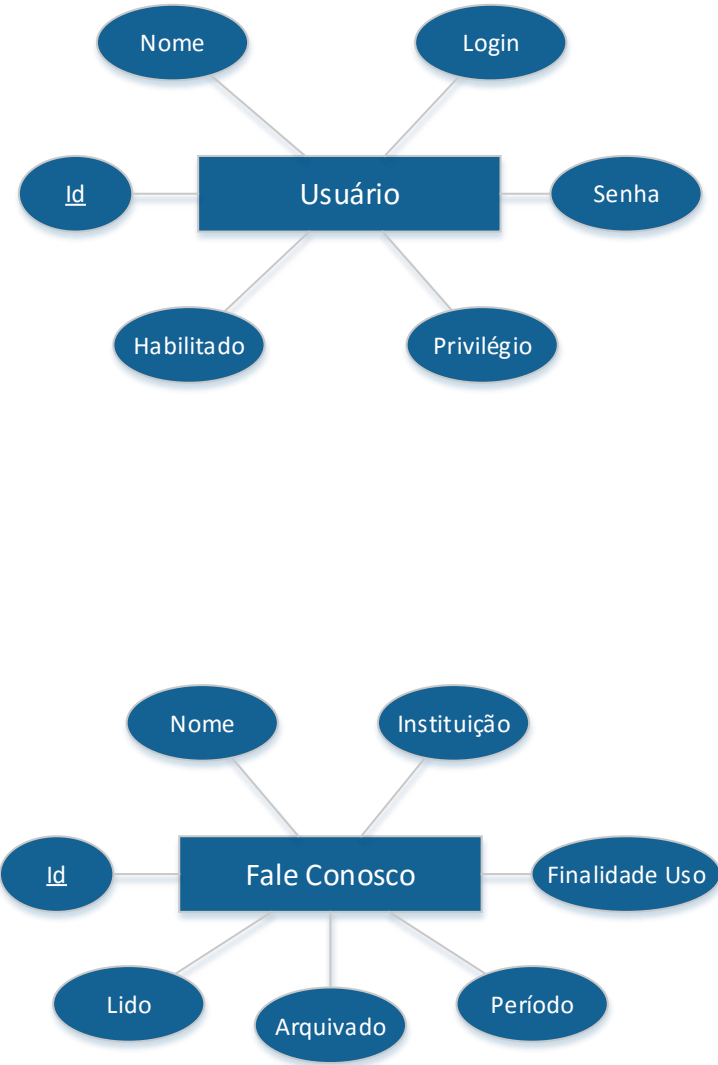 Nome
Login
Id
Usuário
Senha
Habilitado
Privilégio
Nome
Instituição
Id
Fale Conosco
Finalidade Uso
Lido
Arquivado
Período